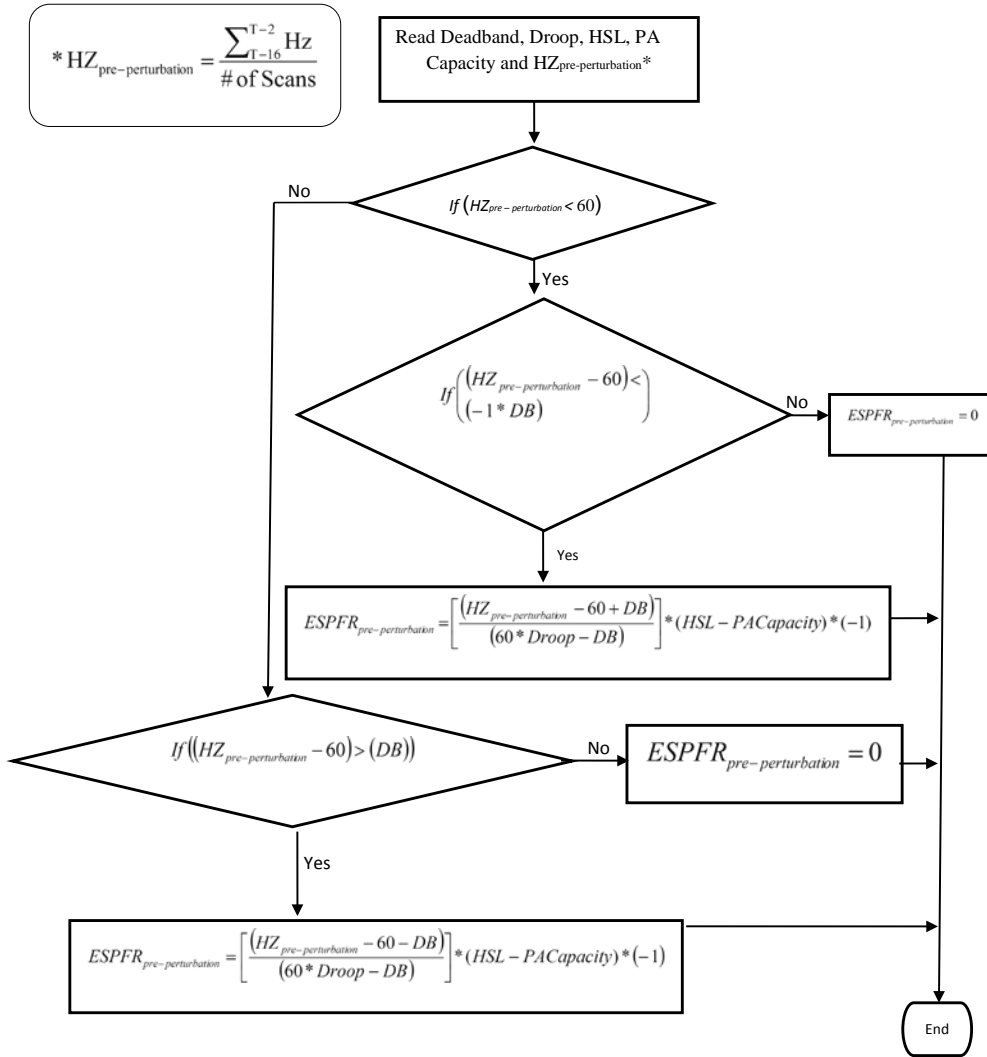 * HZpre−perturbation = ∑T−16T−2 Hz / # of Scans
Read Deadband, Droop, HSL, PA
Capacity and HZpre-perturbation*
No
If (HZpre−perturbation < 60)
Yes
If ( (HZpre−perturbation − 60) <
(−1 * DB) )
No
ESPFRpre−perturbation = 0
Yes
ESPFRpre−perturbation = [ (HZpre−perturbation − 60 + DB) / (60 * Droop − DB) ] * (HSL − PACapacity) * (−1)
If ((HZpre−perturbation − 60) > (DB))
No
ESPFRpre−perturbation = 0
Yes
ESPFRpre−perturbation = [ (HZpre−perturbation − 60 − DB) / (60 * Droop − DB) ] * (HSL − PACapacity) * (−1)
End